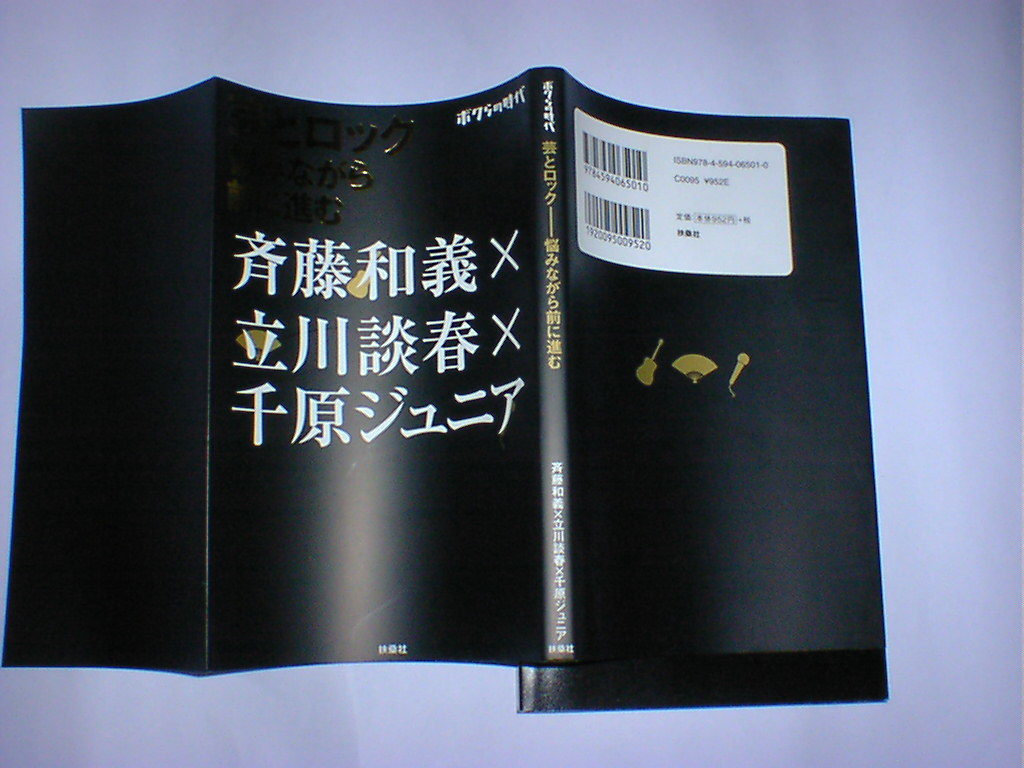 ボクらの時代
芸とロック
悩みながら
前に進む
斉藤和義×
立川談春×
千原ジュニア
扶桑社
ボクらの時代 芸とロック――悩みながら前に進む 斉藤和義×立川談春×千原ジュニア 扶桑社
9784594065010
ISBN978-4-594-06501-0
C0095 ¥952E
1920095009520
定価 本体952円 +税
扶桑社